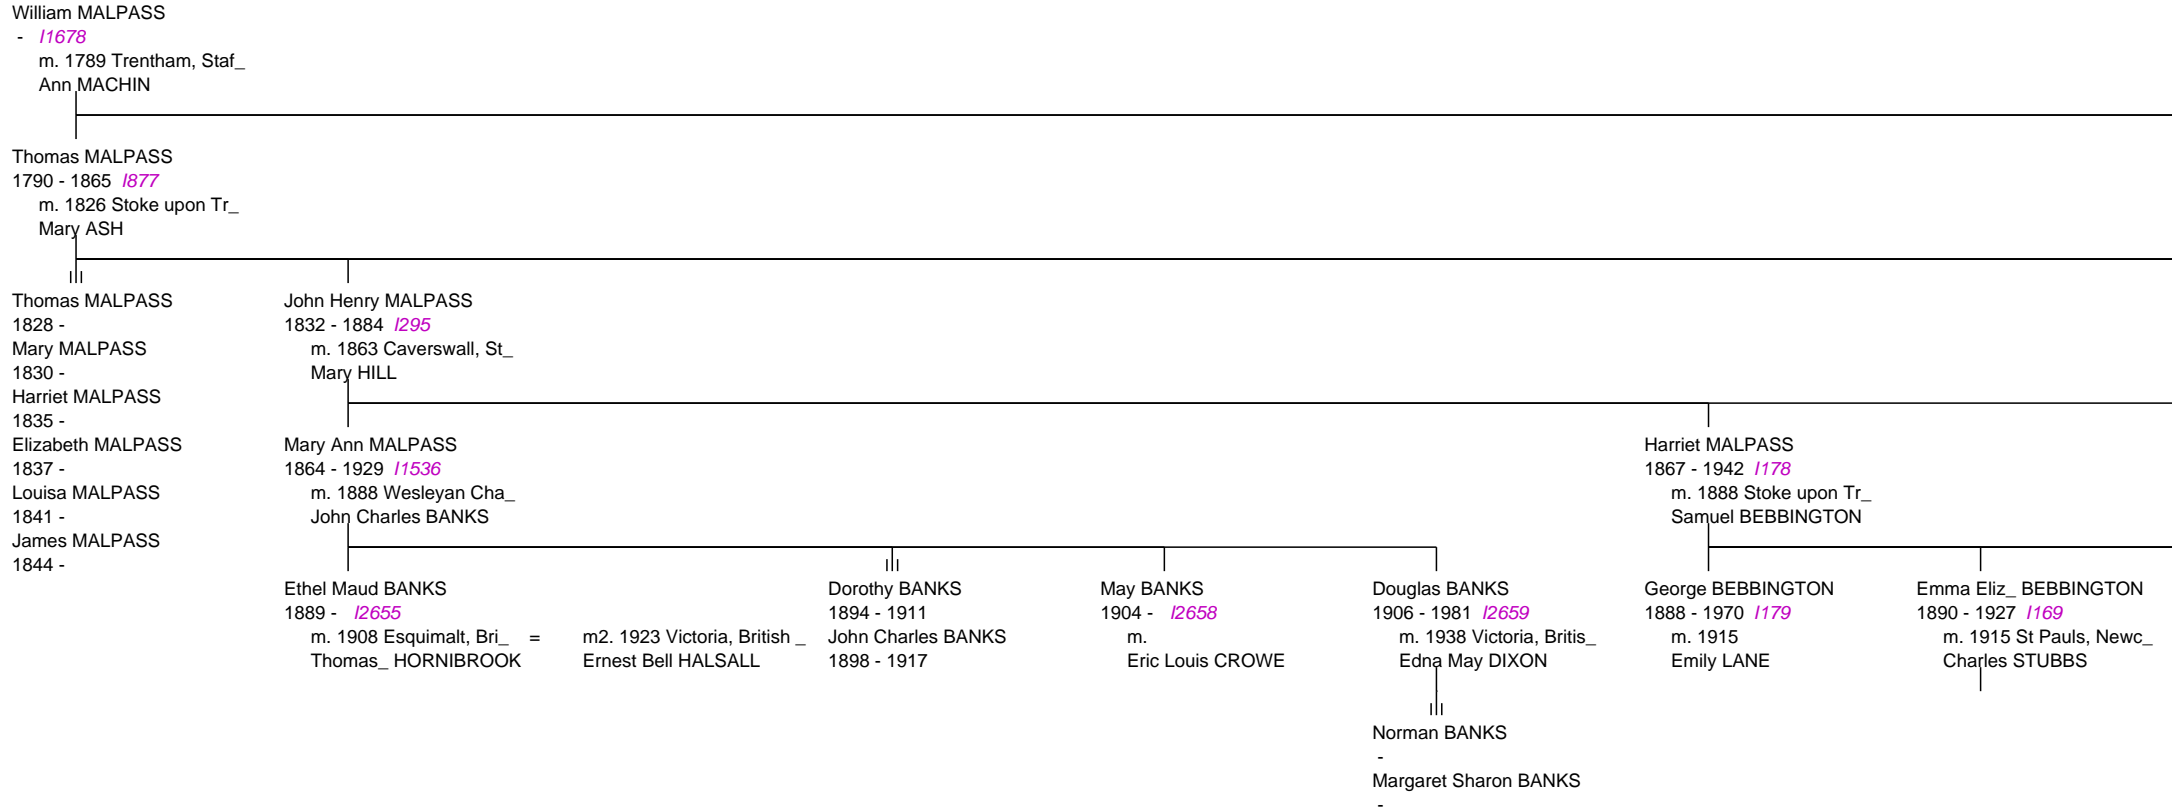 William MALPASS
- I1678
m. 1789 Trentham, Staf_
Ann MACHIN
Thomas MALPASS
1790 - 1865 I877
m. 1826 Stoke upon Tr_
Mary ASH
Thomas MALPASS
1828 -
Mary MALPASS
1830 -
Harriet MALPASS
1835 -
Elizabeth MALPASS
1837 -
Louisa MALPASS
1841 -
James MALPASS
1844 -
John Henry MALPASS
1832 - 1884 I295
m. 1863 Caverswall, St_
Mary HILL
Mary Ann MALPASS
1864 - 1929 I1536
m. 1888 Wesleyan Cha_
John Charles BANKS
Ethel Maud BANKS
1889 - I2655
m. 1908 Esquimalt, Bri_ = m2. 1923 Victoria, British _
Thomas_ HORNIBROOK Ernest Bell HALSALL
Dorothy BANKS
1894 - 1911
John Charles BANKS
1898 - 1917
May BANKS
1904 - I2658
m.
Eric Louis CROWE
Douglas BANKS
1906 - 1981 I2659
m. 1938 Victoria, Britis_
Edna May DIXON
Norman BANKS
-
Margaret Sharon BANKS
-
Harriet MALPASS
1867 - 1942 I178
m. 1888 Stoke upon Tr_
Samuel BEBBINGTON
George BEBBINGTON
1888 - 1970 I179
m. 1915
Emily LANE
Emma Eliz_ BEBBINGTON
1890 - 1927 I169
m. 1915 St Pauls, Newc_
Charles STUBBS